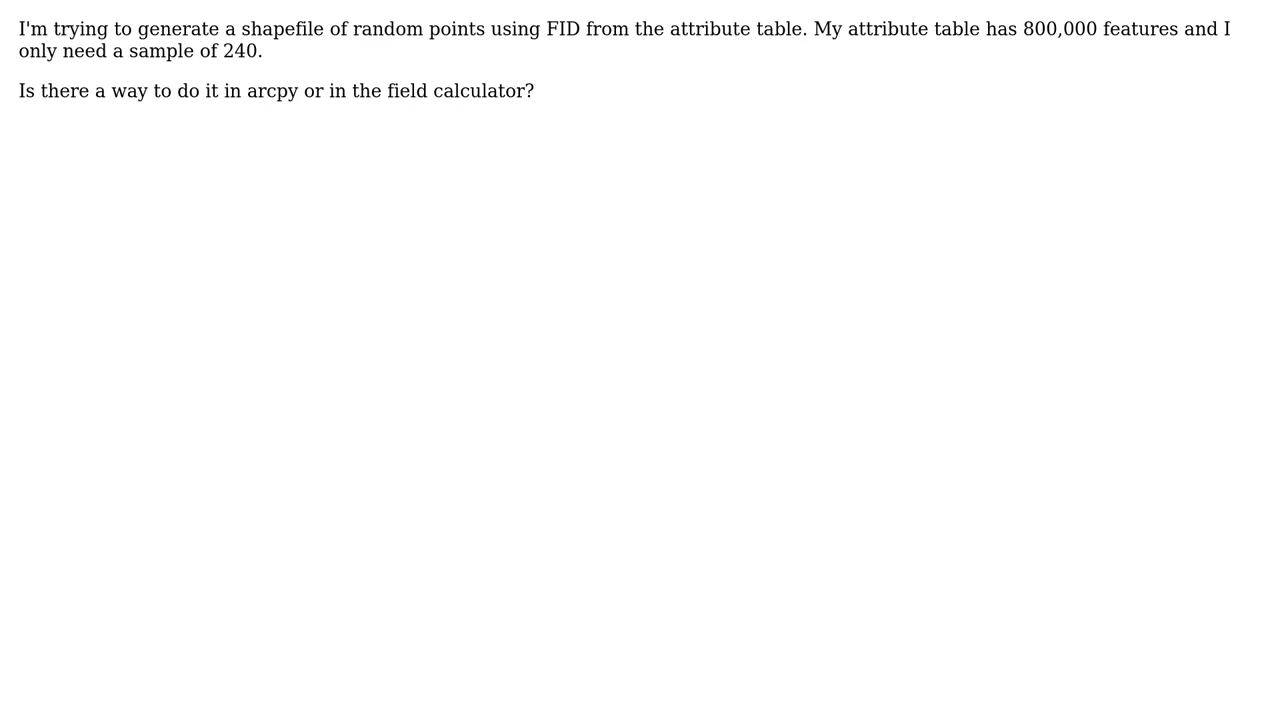 I'm trying to generate a shapefile of random points using FID from the attribute table. My attribute table has 800,000 features and I
only need a sample of 240.
Is there a way to do it in arcpy or in the field calculator?